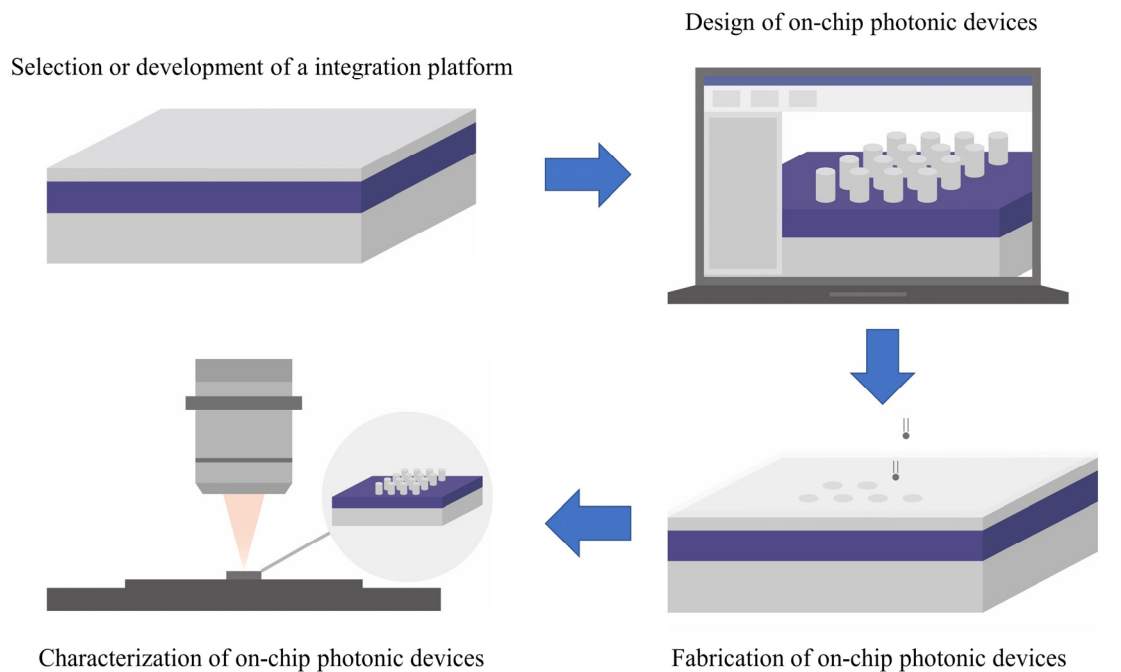 Design of on-chip photonic devices
Selection or development of a integration platform
Characterization of on-chip photonic devices
Fabrication of on-chip photonic devices